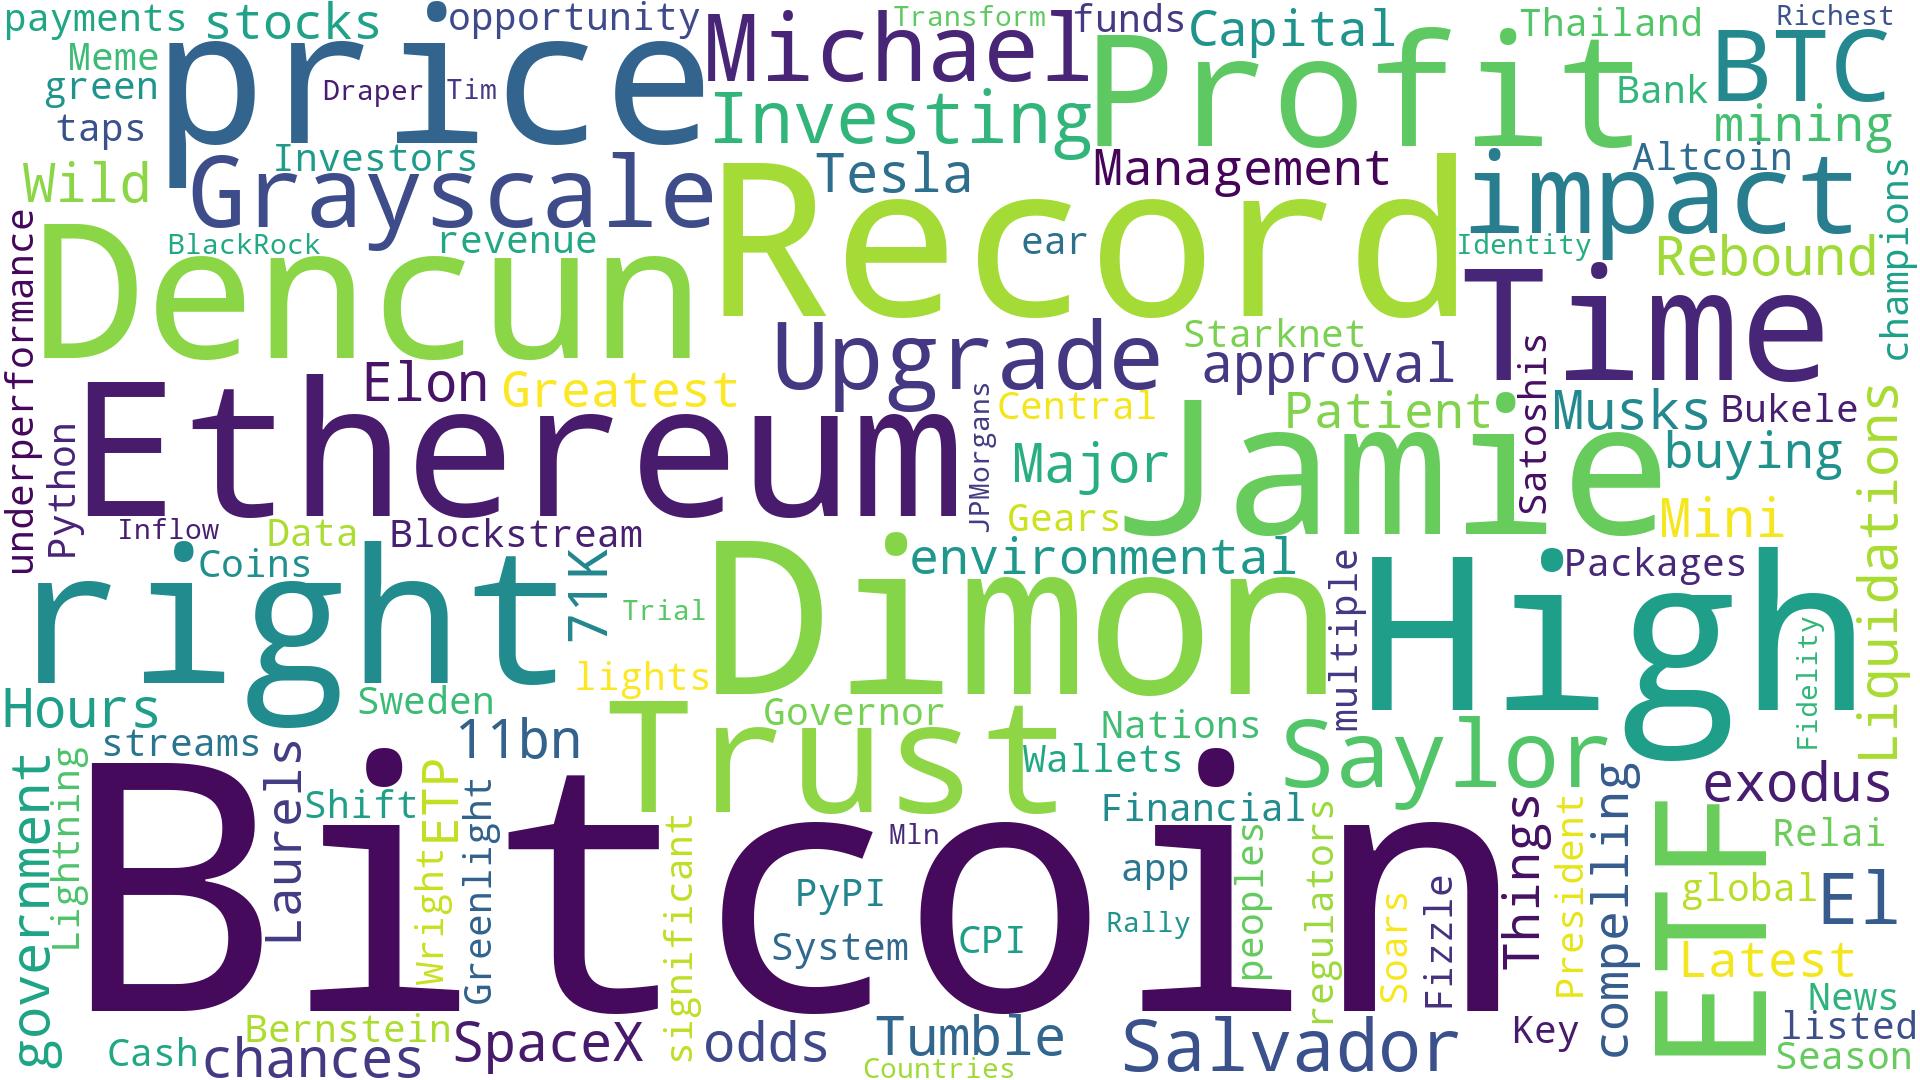 payments
stocks
opportunity
Transform
funds
Capital
Thailand
Richest
Meme
price
Michael
Profit
BTC
green
Draper
Tim
Investing
Bank
taps
mining
Investors
Grayscale
Tesla
Management
Altcoin
Wild
Record
impact
champions
BlackRock
revenue
ear
Identity
Rebound
underperformance
Dencun
Time
Upgrade
Starknet
approval
Satoshis
Elon
Greatest
Central
Patient
Musks
Bukele
Python
Ethereum
JPMorgans
Major
Jamie
buying
Liquidations
Gears
Mini
Inflow
Data
Blockstream
Coins
71K
environmental
multiple
Packages
right
Trial
Dimon
High
Fidelity
lights
Hours
Sweden
Governor
Nations
streams
11bn
Trust
Wallets
Saylor
government
Lightning
Laurels
Shift
ETP
Greenlight
Financial
compelling
exodus
Bitcoin
Wright
significant
Mln
app
peoples
regulators
Things
President
ETF
Relai
PyPI
Rally
Soars
Fizzle
global
El
System
CPI
Latest
News
Bernstein
SpaceX
odds
Tumble
Salvador
Key
listed
Cash
chances
Countries
Season